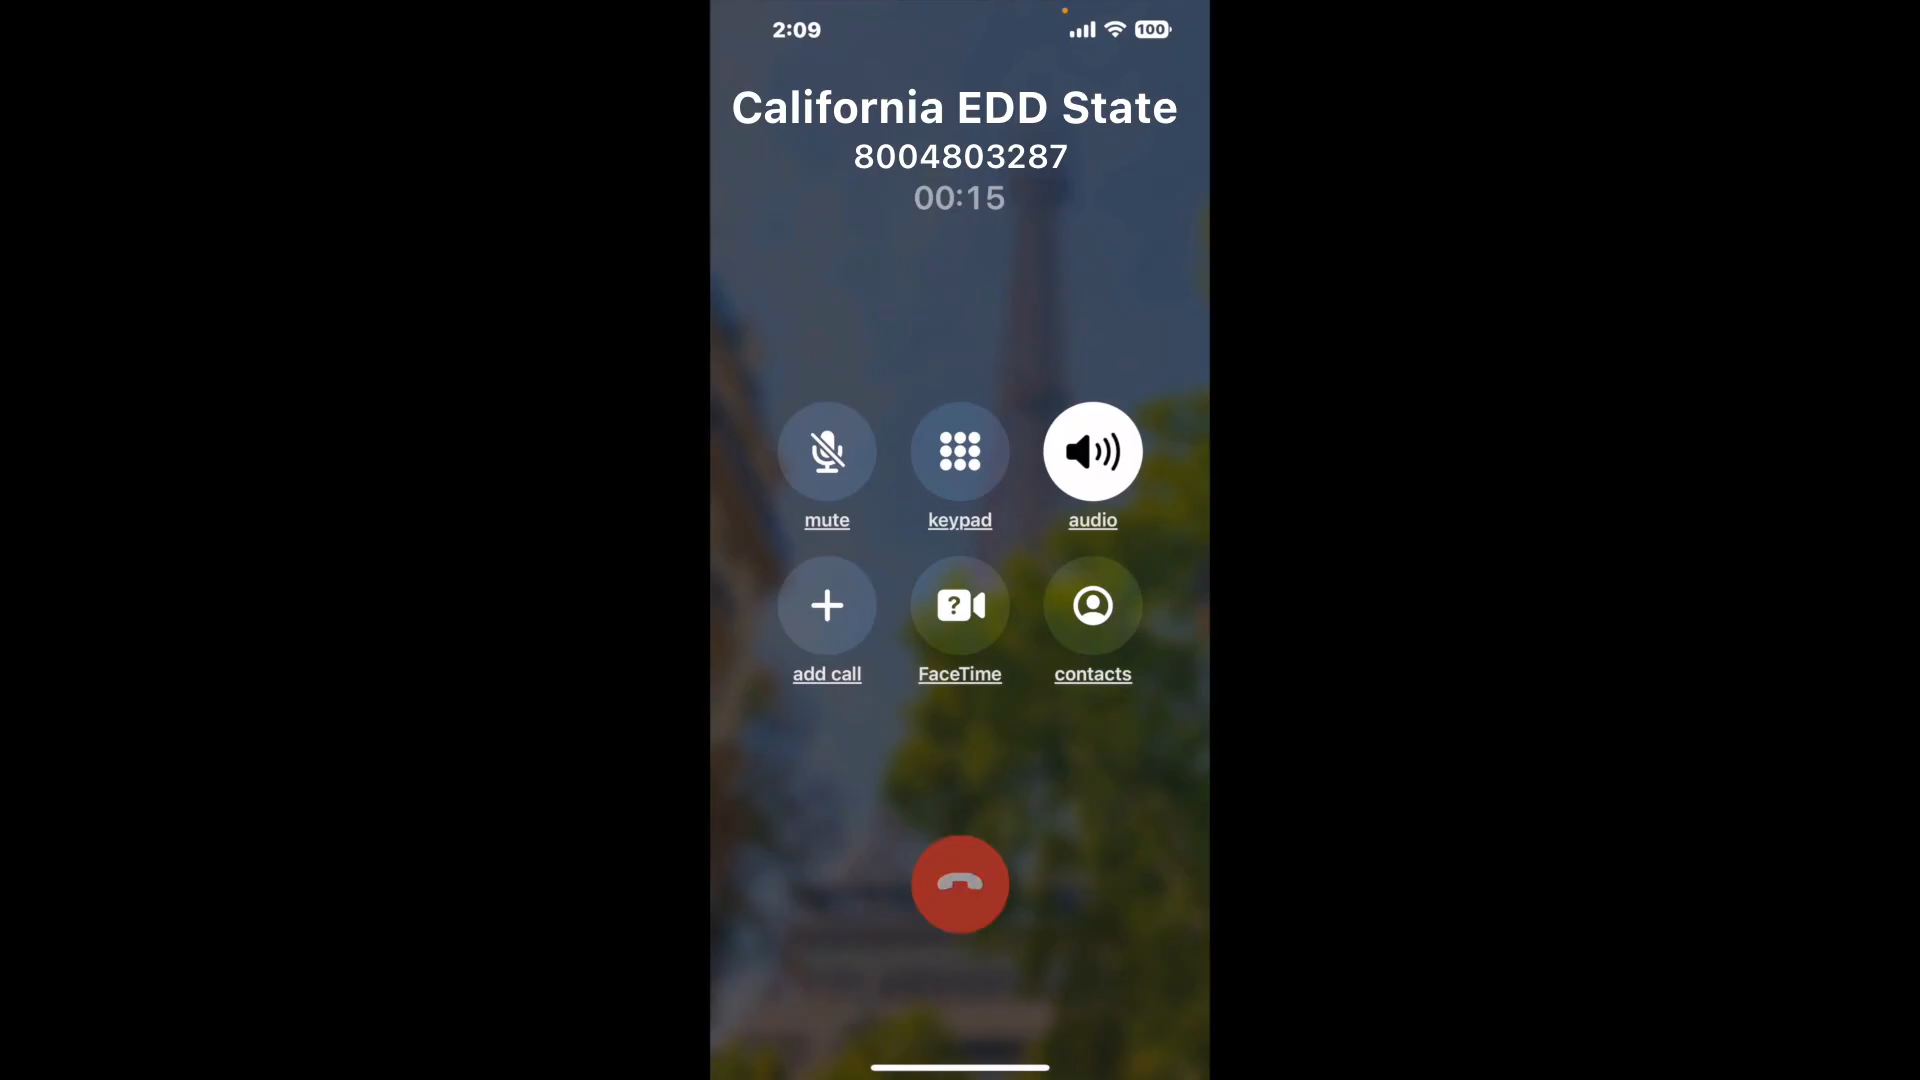 2:09
100
California EDD State
8004803287
00:15
mute
keypad
audio
add call
?
FaceTime
contacts